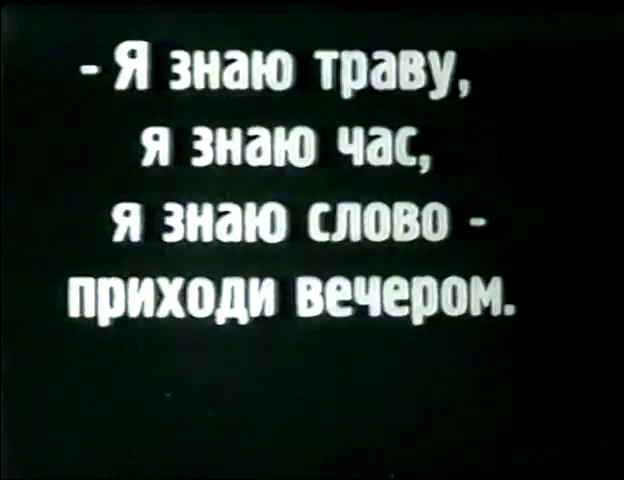 - Я знаю траву,
я знаю час,
я знаю слово -
приходи вечером.